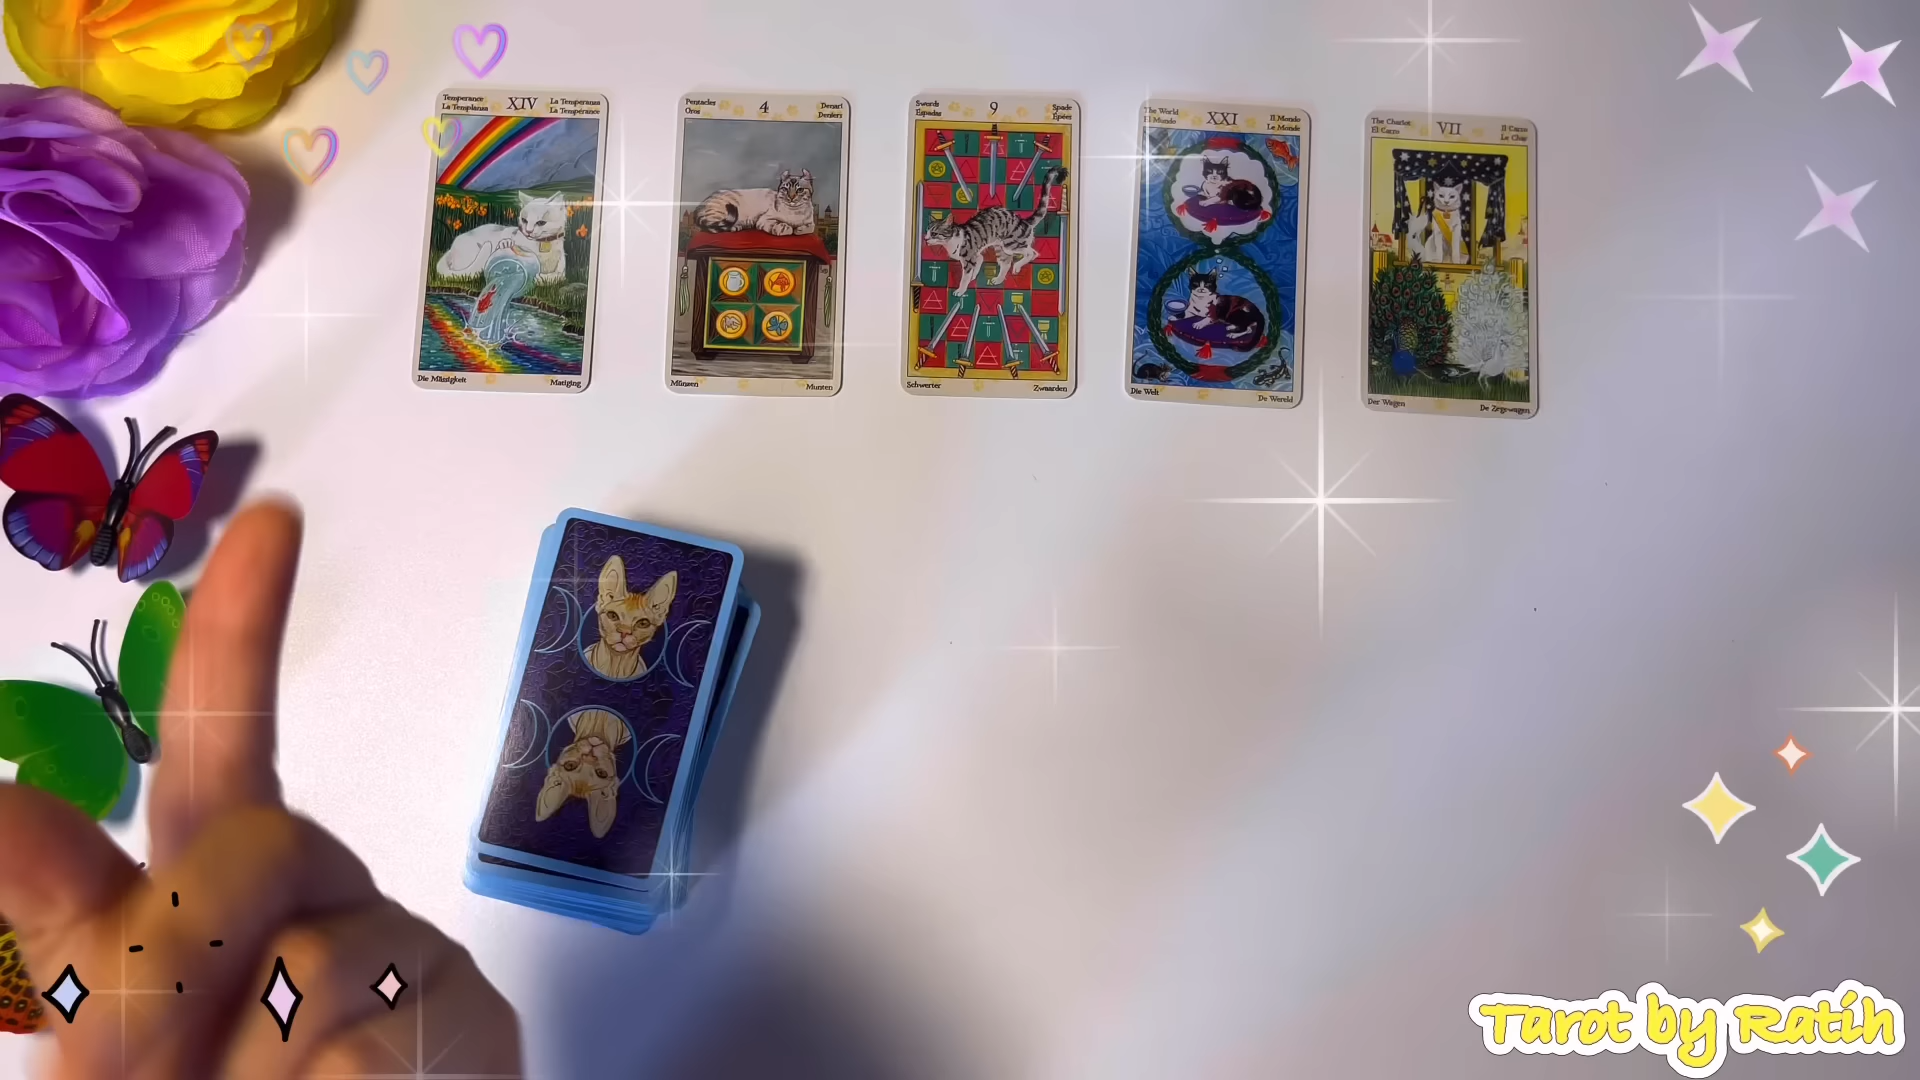 Temperance
La Templanza
XIV
La Temperanza
La Tempérance
Die Mäßigkeit
Matiging
Pentacles
Oros
4
Denari
Deniers
Münzen
Munten
Swords
Espadas
9
Spade
Épées
Schwerter
Zwaarden
The World
El Mundo
XXI
Il Mondo
Le Monde
Die Welt
De Wereld
The Chariot
El Carro
VII
Il Carro
Le Char
Der Wagen
De Zegewagen
Tarot by Ratih